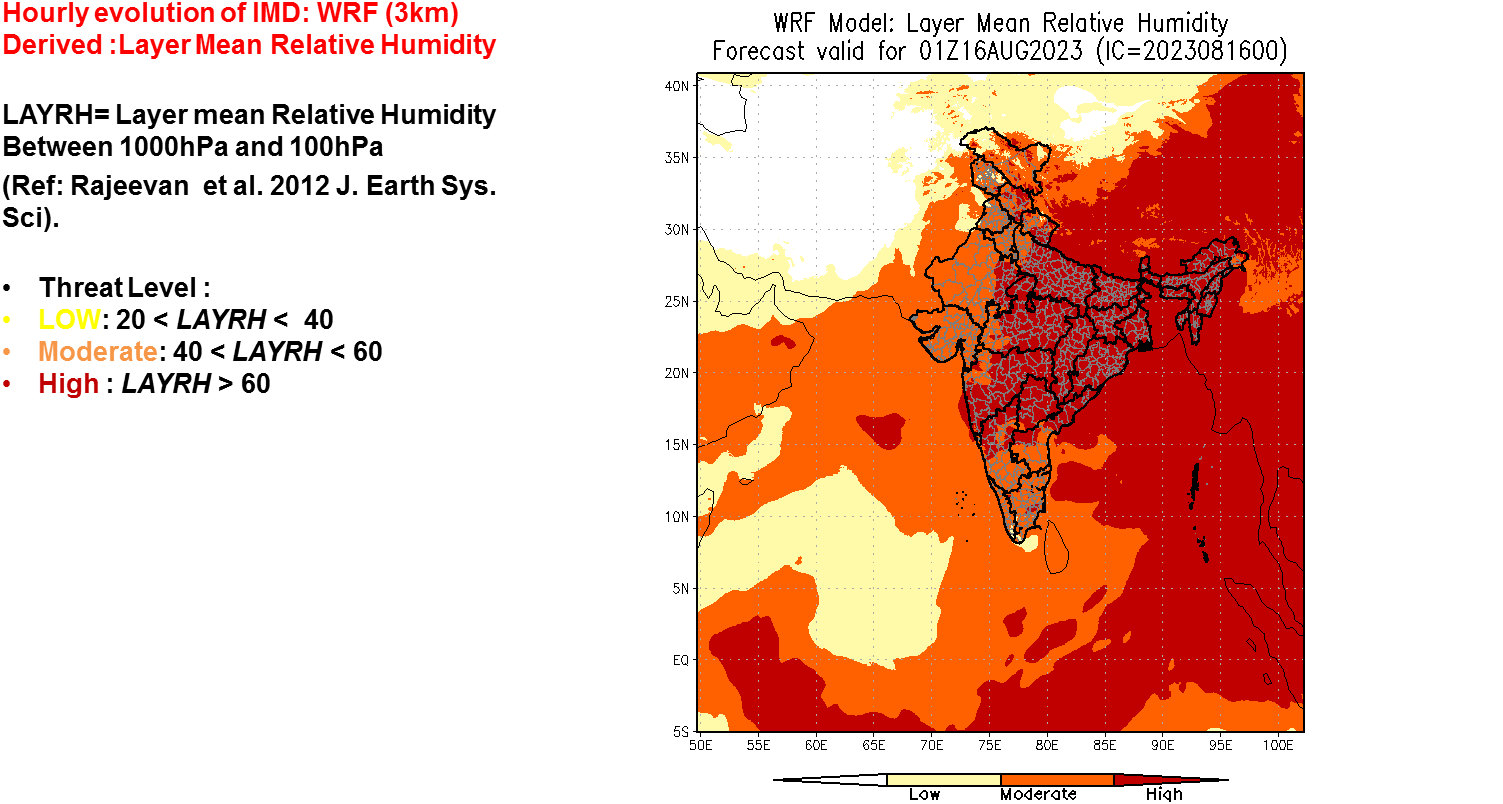 Hourly evolution of IMD: WRF (3km)
Derived :Layer Mean Relative Humidity
LAYRH= Layer mean Relative Humidity
Between 1000hPa and 100hPa
(Ref: Rajeevan et al. 2012 J. Earth Sys.
Sci).
• Threat Level :
• LOW: 20 < LAYRH < 40
• Moderate: 40 < LAYRH < 60
• High : LAYRH > 60
WRF Model: Layer Mean Relative Humidity
Forecast valid for 01Z16AUG2023 (IC=2023081600)
40N
35N
30N
25N
20N
15N
10N
5N
EQ
5S
50E 55E 60E 65E 70E 75E 80E 85E 90E 95E 100E
Low Moderate High